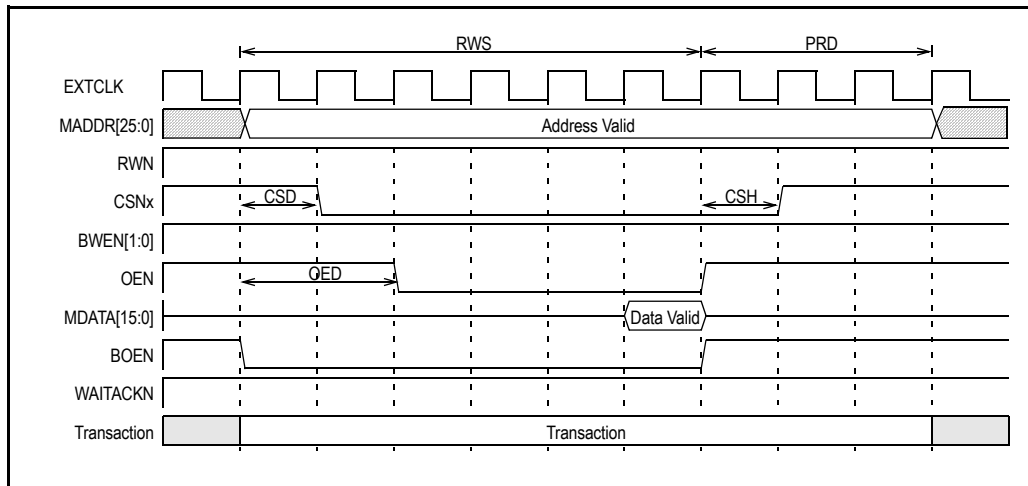 RWS PRD
EXTCLK
MADDR[25:0] Address Valid
RWN
CSNx CSD CSH
BWEN[1:0]
OEN OED
MDATA[15:0] Data Valid
BOEN
WAITACKN
Transaction Transaction